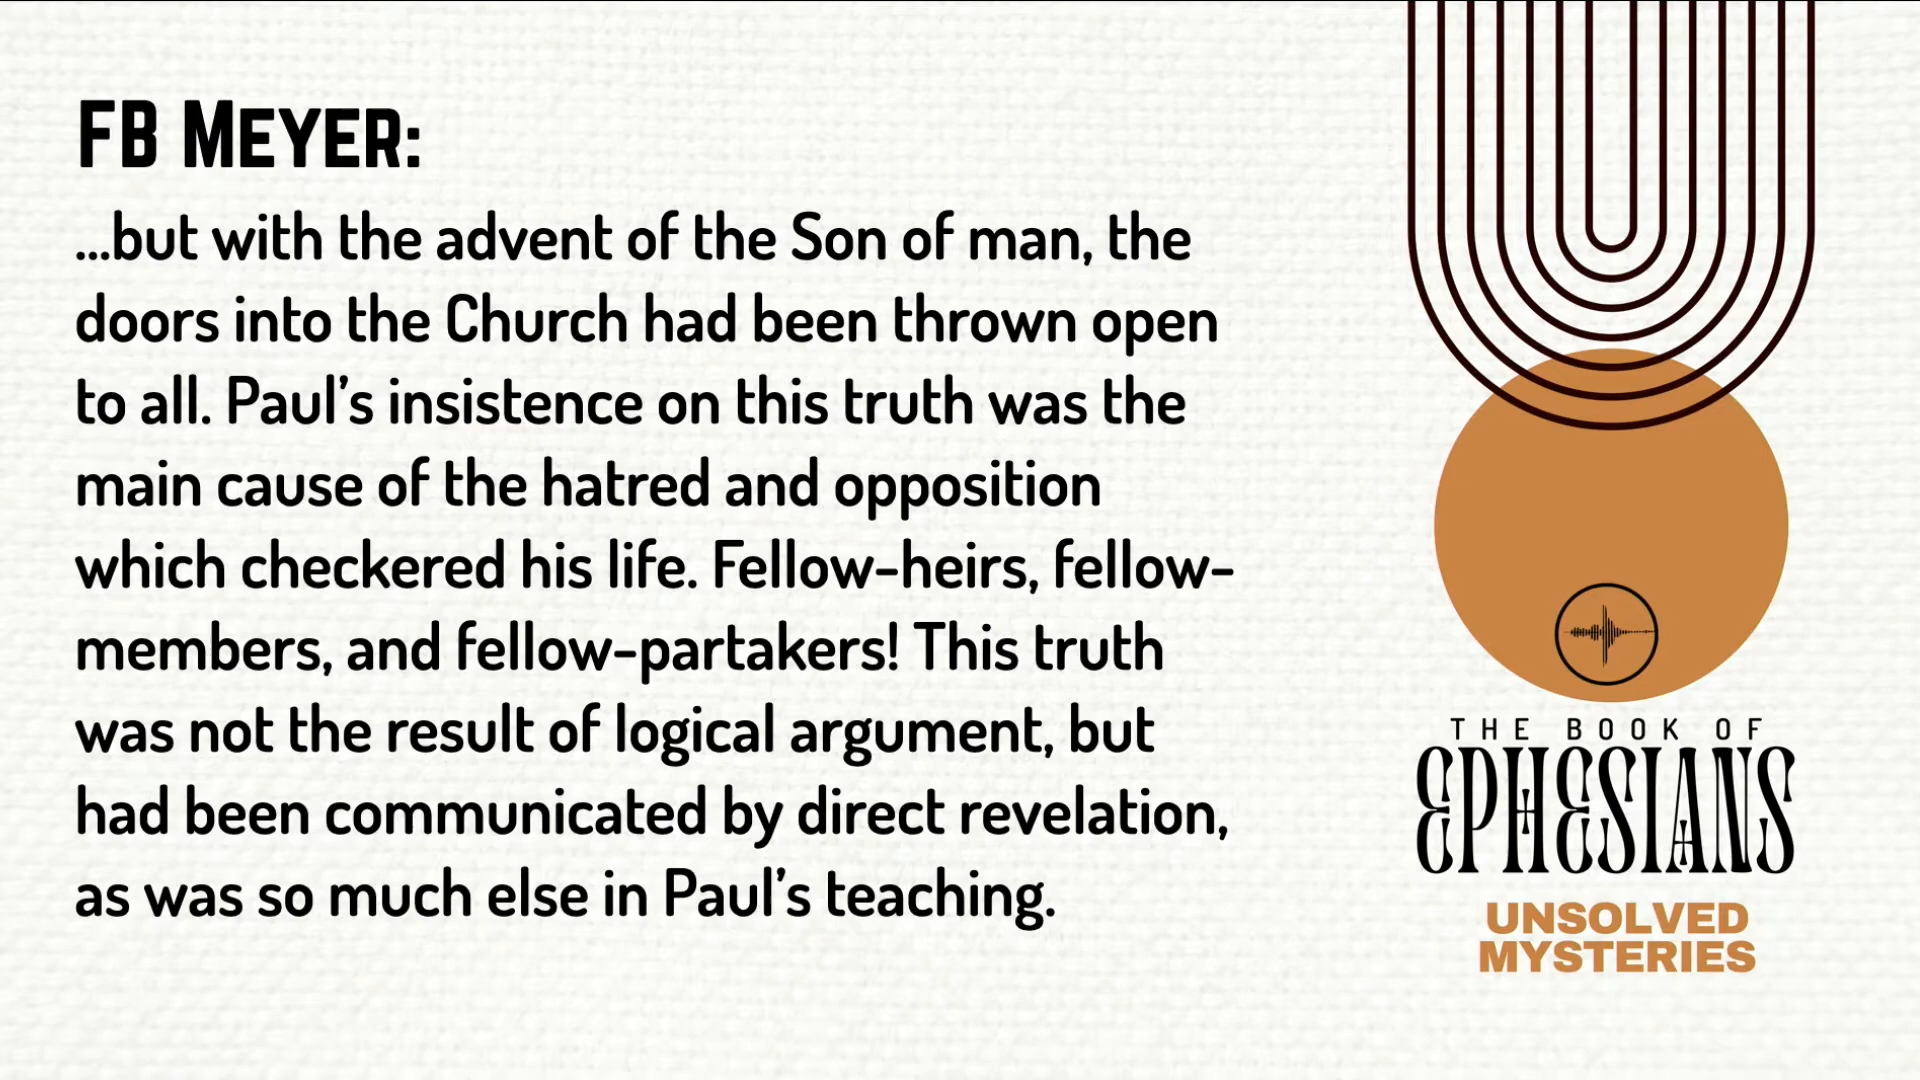 FB MEYER:
...but with the advent of the Son of man, the
doors into the Church had been thrown open
to all. Paul’s insistence on this truth was the
main cause of the hatred and opposition
which checkered his life. Fellow-heirs, fellow-
members, and fellow-partakers! This truth
was not the result of logical argument, but
had been communicated by direct revelation,
as was so much else in Paul’s teaching.
THE BOOK OF
EPHESIANS
UNSOLVED
MYSTERIES